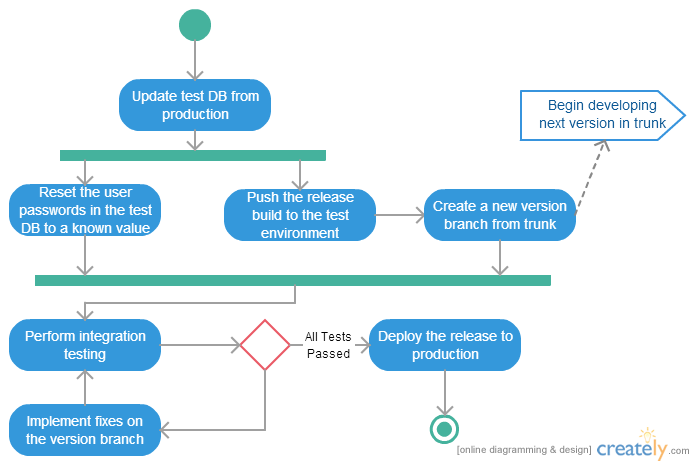 Update test DB from
production
Begin developing
next version in trunk
Reset the user
passwords in the test
DB to a known value
Push the release
build to the test
environment
Create a new version
branch from trunk
Perform integration
testing
All Tests
Passed
Deploy the release to
production
Implement fixes on
the version branch
[online diagramming & design] creately.com